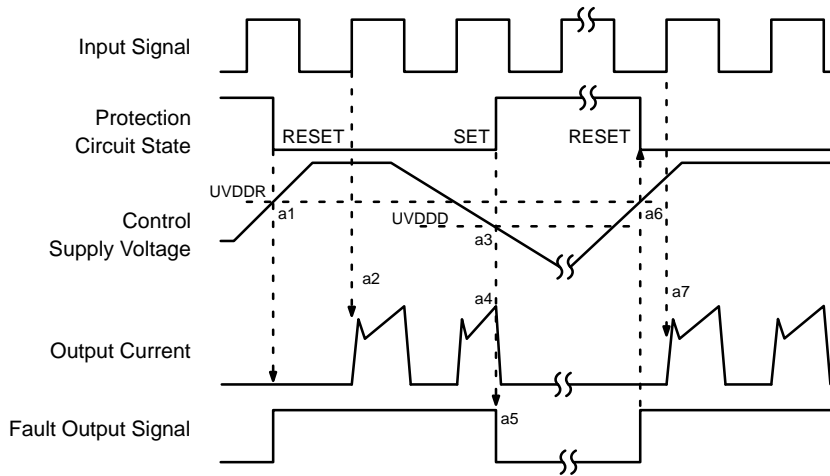 Input Signal
Protection
Circuit State
RESET
SET
RESET
UVDDR
a1
a6
UVDDD
a3
Control
Supply Voltage
a2
a4
a7
Output Current
a5
Fault Output Signal